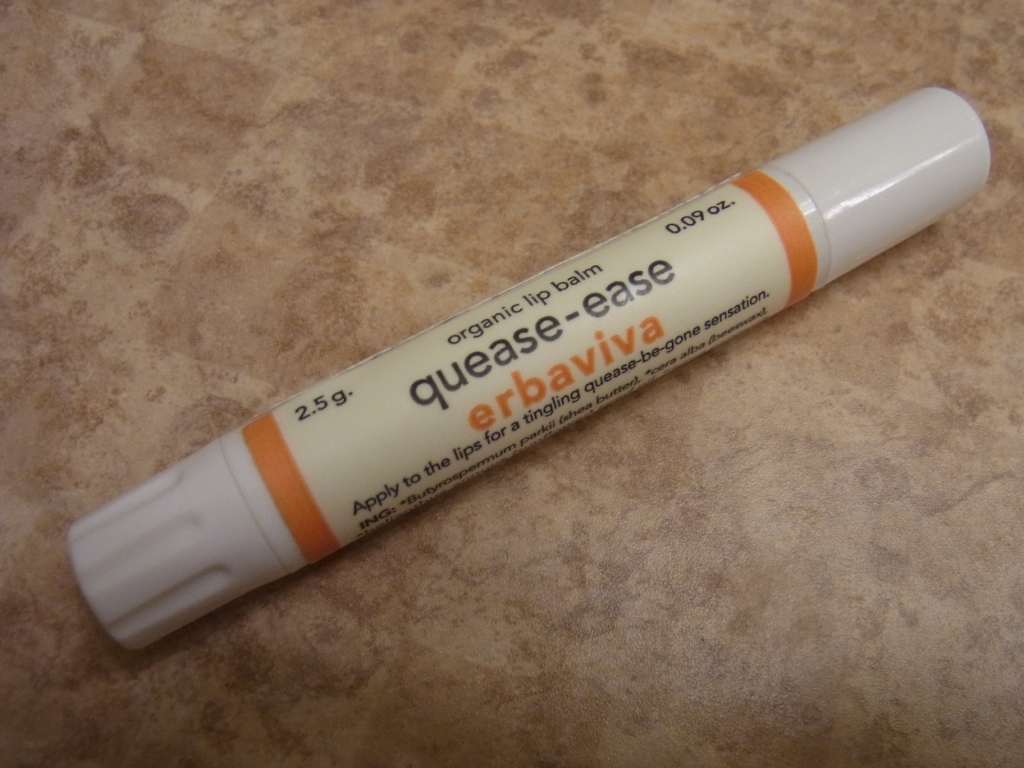 organic lip balm
2.5 g.
quease-ease
0.09 oz.
erbaviva
Apply to the lips for a tingling quease-be-gone sensation.
ING: *Butyrospermum parkii (shea butter), *cera alba (beeswax),